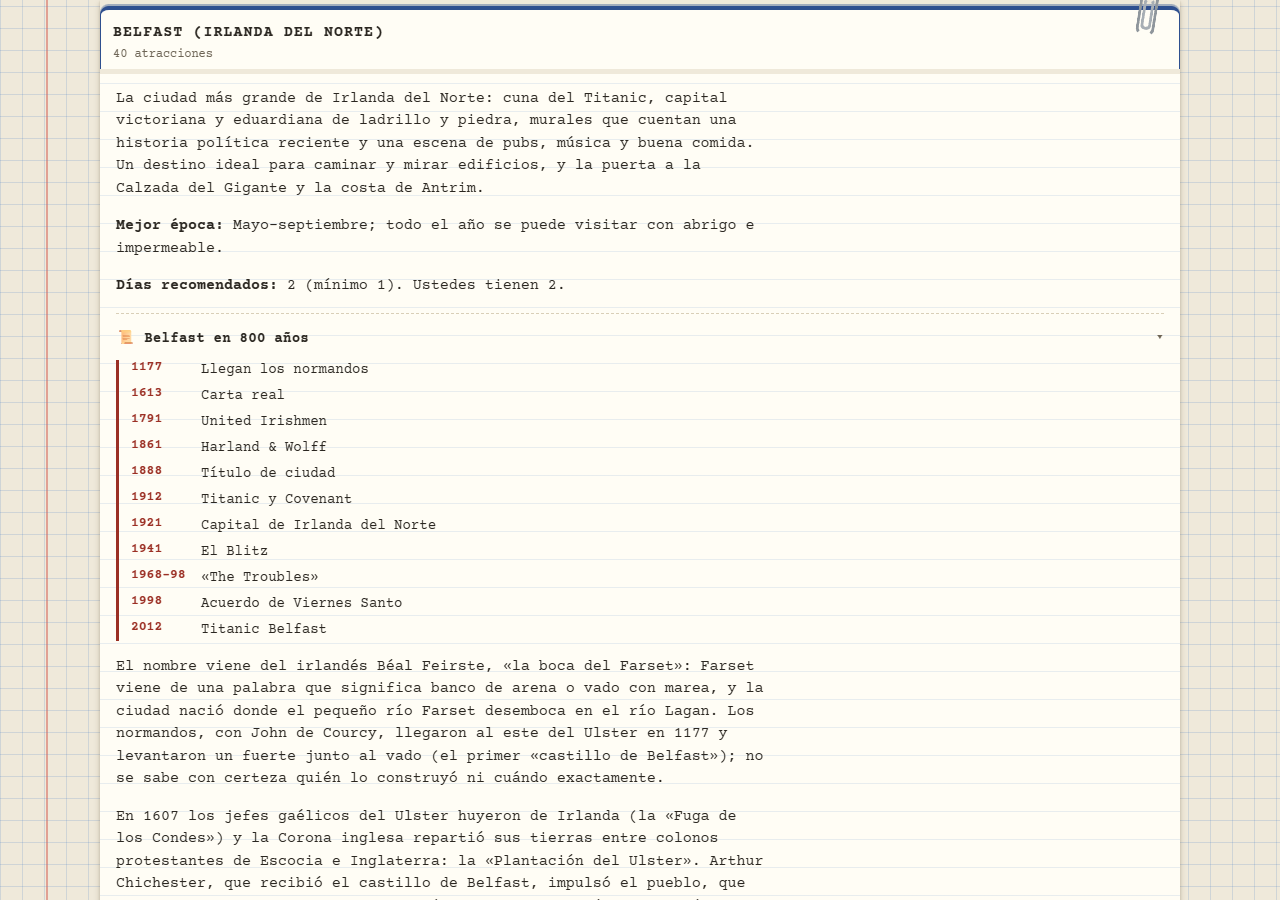 BELFAST (IRLANDA DEL NORTE)
40 atracciones
La ciudad más grande de Irlanda del Norte: cuna del Titanic, capital
victoriana y eduardiana de ladrillo y piedra, murales que cuentan una
historia política reciente y una escena de pubs, música y buena comida.
Un destino ideal para caminar y mirar edificios, y la puerta a la
Calzada del Gigante y la costa de Antrim.
Mejor época: Mayo–septiembre; todo el año se puede visitar con abrigo e
impermeable.
Días recomendados: 2 (mínimo 1). Ustedes tienen 2.
📜 Belfast en 800 años ▾
1177 Llegan los normandos
1613 Carta real
1791 United Irishmen
1861 Harland & Wolff
1888 Título de ciudad
1912 Titanic y Covenant
1921 Capital de Irlanda del Norte
1941 El Blitz
1968–98 «The Troubles»
1998 Acuerdo de Viernes Santo
2012 Titanic Belfast
El nombre viene del irlandés Béal Feirste, «la boca del Farset»: Farset
viene de una palabra que significa banco de arena o vado con marea, y la
ciudad nació donde el pequeño río Farset desemboca en el río Lagan. Los
normandos, con John de Courcy, llegaron al este del Ulster en 1177 y
levantaron un fuerte junto al vado (el primer «castillo de Belfast»); no
se sabe con certeza quién lo construyó ni cuándo exactamente.
En 1607 los jefes gaélicos del Ulster huyeron de Irlanda (la «Fuga de
los Condes») y la Corona inglesa repartió sus tierras entre colonos
protestantes de Escocia e Inglaterra: la «Plantación del Ulster». Arthur
Chichester, que recibió el castillo de Belfast, impulsó el pueblo, que